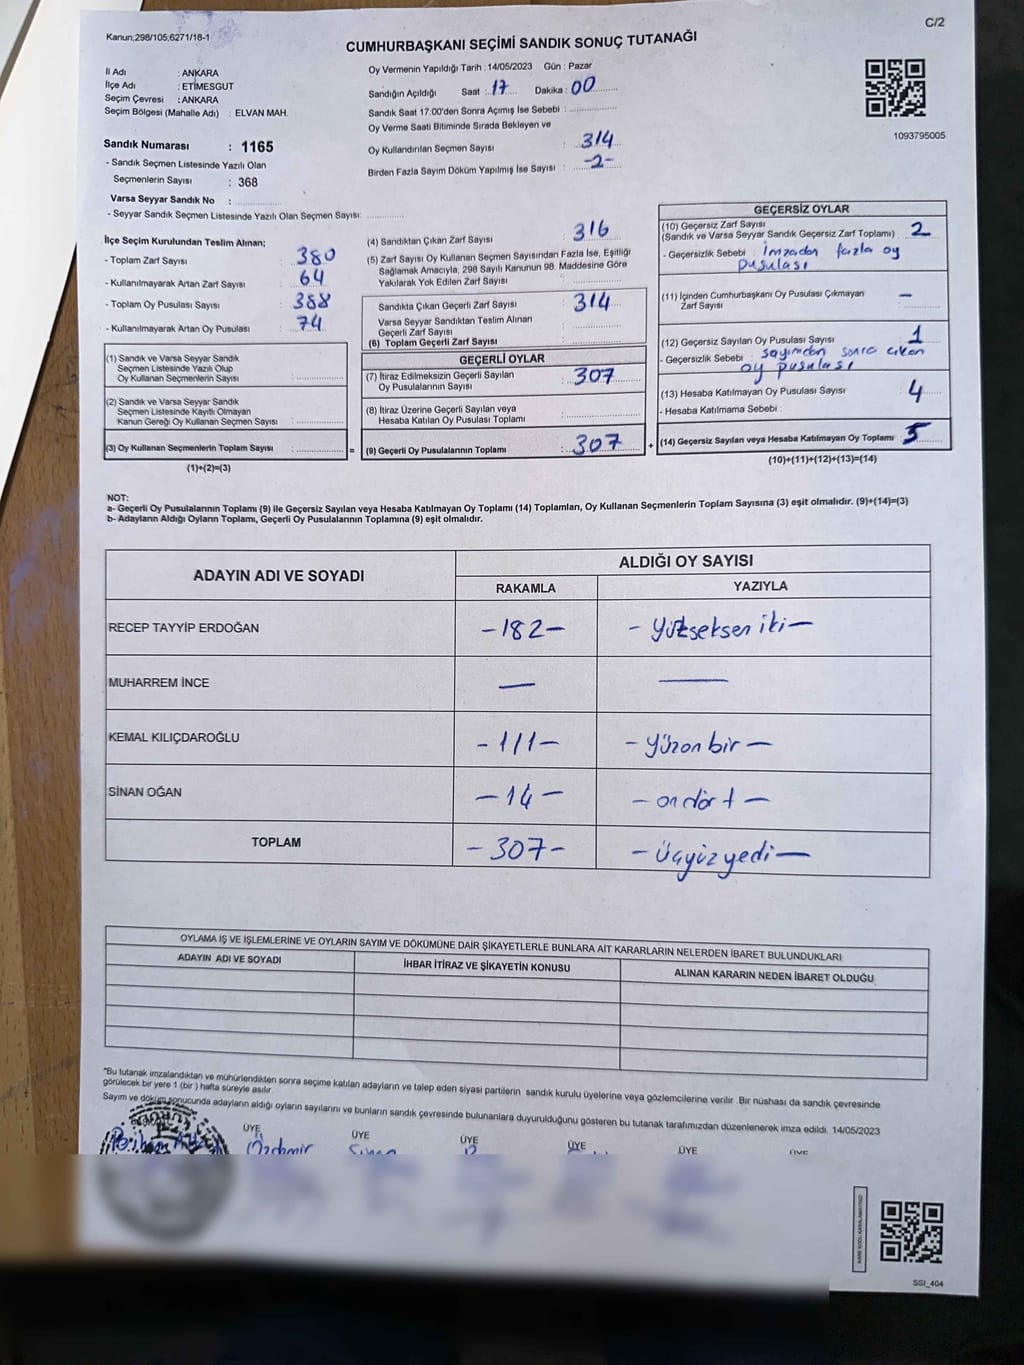 C/2
Kanun;298/105;6271/18-1
CUMHURBAŞKANI SEÇİMİ SANDIK SONUÇ TUTANAĞI
İl Adı : ANKARA
İlçe Adı : ETİMESGUT
Seçim Çevresi : ANKARA
Seçim Bölgesi (Mahalle Adı) : ELVAN MAH.
Sandık Numarası : 1165
- Sandık Seçmen Listesinde Yazılı Olan
Seçmenlerin Sayısı : 368
Varsa Seyyar Sandık No :
- Seyyar Sandık Seçmen Listesinde Yazılı Olan Seçmen Sayısı:
Oy Vermenin Yapıldığı Tarih : 14/05/2023 Gün : Pazar
Sandığın Açıldığı Saat : 17 Dakika : 00
Sandık Saat 17:00'den Sonra Açımış İse Sebebi :
Oy Verme Saati Bitiminde Sırada Bekleyen ve
Oy Kullandırılan Seçmen Sayısı : 314
Birden Fazla Sayım Döküm Yapılmış İse Sayısı : -2-
1093795005
İlçe Seçim Kurulundan Teslim Alınan;
- Toplam Zarf Sayısı : 380
- Kullanılmayarak Artan Zarf Sayısı : 64
- Toplam Oy Pusulası Sayısı : 388
- Kullanılmayarak Artan Oy Pusulası : 74
(1) Sandık ve Varsa Seyyar Sandık
Seçmen Listesinde Yazılı Olup
Oy Kullanan Seçmenlerin Sayısı :
(2) Sandık ve Varsa Seyyar Sandık
Seçmen Listesinde Kayıtlı Olmayan
Kanun Gereği Oy Kullanan Seçmen Sayısı :
(3) Oy Kullanan Seçmenlerin Toplam Sayısı :
(1)+(2)=(3)
=
(4) Sandıktan Çıkan Zarf Sayısı : 316
(5) Zarf Sayısı Oy Kullanan Seçmen Sayısından Fazla İse, Eşitliği
Sağlamak Amacıyla; 298 Sayılı Kanunun 98. Maddesine Göre
Yakılarak Yok Edilen Zarf Sayısı :
Sandıkta Çıkan Geçerli Zarf Sayısı : 314
Varsa Seyyar Sandıktan Teslim Alınan
Geçerli Zarf Sayısı :
(6) Toplam Geçerli Zarf Sayısı :
GEÇERLİ OYLAR
(7) İtiraz Edilmeksizin Geçerli Sayılan
Oy Pusulasının Sayısı : 307
(8) İtiraz Üzerine Geçerli Sayılan veya
Hesaba Katılan Oy Pusulası Toplamı :
(9) Geçerli Oy Pusulalarının Toplamı : 307
+
GEÇERSİZ OYLAR
(10) Geçersiz Zarf Sayısı
(Sandık ve Varsa Seyyar Sandık Geçersiz Zarf Toplamı) : 2
- Geçersizlik Sebebi : İmzadan fazla oy
pusulası
(11) İçinden Cumhurbaşkanı Oy Pusulası Çıkmayan
Zarf Sayısı : –
(12) Geçersiz Sayılan Oy Pusulası Sayısı : 1
- Geçersizlik Sebebi : sayımdan sonra çıkan
oy pusulası
(13) Hesaba Katılmayan Oy Pusulası Sayısı : 4
- Hesaba Katılmama Sebebi :
(14) Geçersiz Sayılan veya Hesaba Katılmayan Oy Toplamı : 5
(10)+(11)+(12)+(13)=(14)
NOT:
a- Geçerli Oy Pusulalarının Toplamı (9) ile Geçersiz Sayılan veya Hesaba Katılmayan Oy Toplamı (14) Toplamları, Oy Kullanan Seçmenlerin Toplam Sayısına (3) eşit olmalıdır. (9)+(14)=(3)
b- Adayların Aldığı Oyların Toplamı, Geçerli Oy Pusulalarının Toplamına (9) eşit olmalıdır.
ADAYIN ADI VE SOYADI
ALDIĞI OY SAYISI
RAKAMLA YAZIYLA
RECEP TAYYİP ERDOĞAN -182- - yükseksen iki -
MUHARREM İNCE — —
KEMAL KILIÇDAROĞLU -111- - yüzon bir -
SİNAN OĞAN -14- - on dört -
TOPLAM -307- - üçyüz yedi -
OYLAMA İŞ VE İŞLEMLERİNE VE OYLARIN SAYIM VE DÖKÜMÜNE DAİR ŞİKAYETLERLE BUNLARA AİT KARARLARIN NELERDEN İBARET BULUNDUKLARI
ADAYIN ADI VE SOYADI İHBAR İTİRAZ VE ŞİKAYETİN KONUSU ALINAN KARARIN NEDEN İBARET OLDUĞU
"Bu tutanak imzalandıktan ve mühürlendikten sonra seçime katılan adayların ve talep eden siyasi partilerin sandık kurulu üyelerine veya gözlemcilerine verilir .Bir nüshası da sandık çevresinde
görülecek bir yere 1 (bir ) hafta süreyle asılır.
Sayım ve döküm sonucunda adayların aldığı oyların sayılarını ve bunların sandık çevresinde bulunanlara duyurulduğunu gösteren bu tutanak tarafımızdan düzenlenerek imza edildi. 14/05/2023
ÜYE ÜYE ÜYE ÜYE ÜYE ÜYE
Özdemir
SSI_404